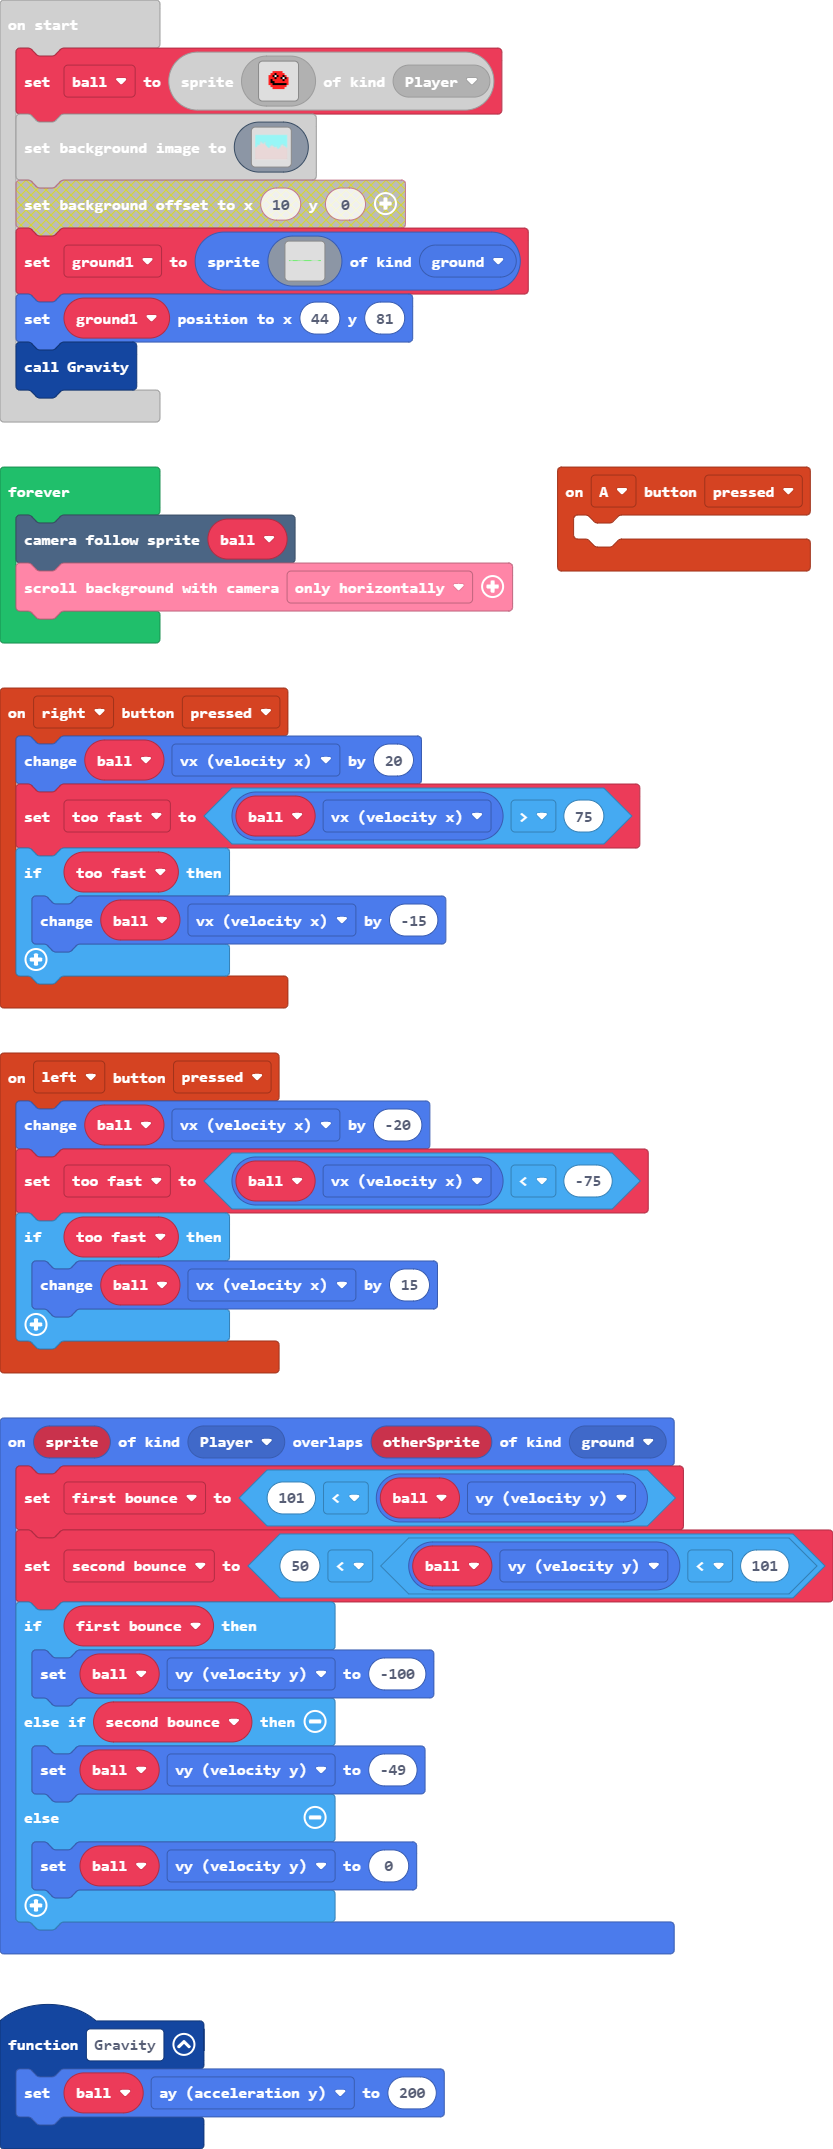 on start
set ball to sprite of kind Player
set background image to
set background offset to x 10 y 0
set ground1 to sprite of kind ground
set ground1 position to x 44 y 81
call Gravity
forever
camera follow sprite ball
scroll background with camera only horizontally
on A button pressed
on right button pressed
change ball vx (velocity x) by 20
set too fast to ball vx (velocity x) > 75
if too fast then
change ball vx (velocity x) by -15
on left button pressed
change ball vx (velocity x) by -20
set too fast to ball vx (velocity x) < -75
if too fast then
change ball vx (velocity x) by 15
on sprite of kind Player overlaps otherSprite of kind ground
set first bounce to 101 < ball vy (velocity y)
set second bounce to 50 < ball vy (velocity y) < 101
if first bounce then
set ball vy (velocity y) to -100
else if second bounce then
set ball vy (velocity y) to -49
else
set ball vy (velocity y) to 0
function Gravity
set ball ay (acceleration y) to 200